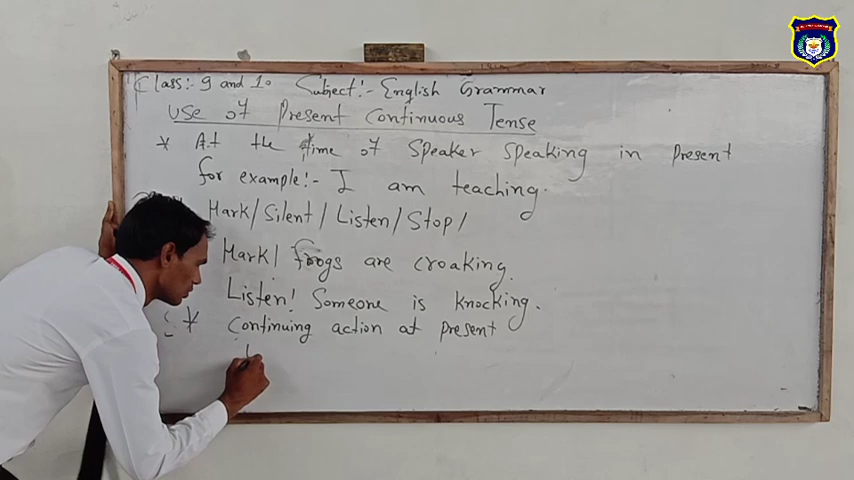 Class:- 9 and 10 Subject:- English Grammar
Use of Present Continuous Tense
* At the time of Speaker Speaking in present
for example:- I am teaching.
Hark/Silent/Listen/Stop/
Hark/ frogs are croaking.
Listen! Someone is knocking.
* Continuing action at present